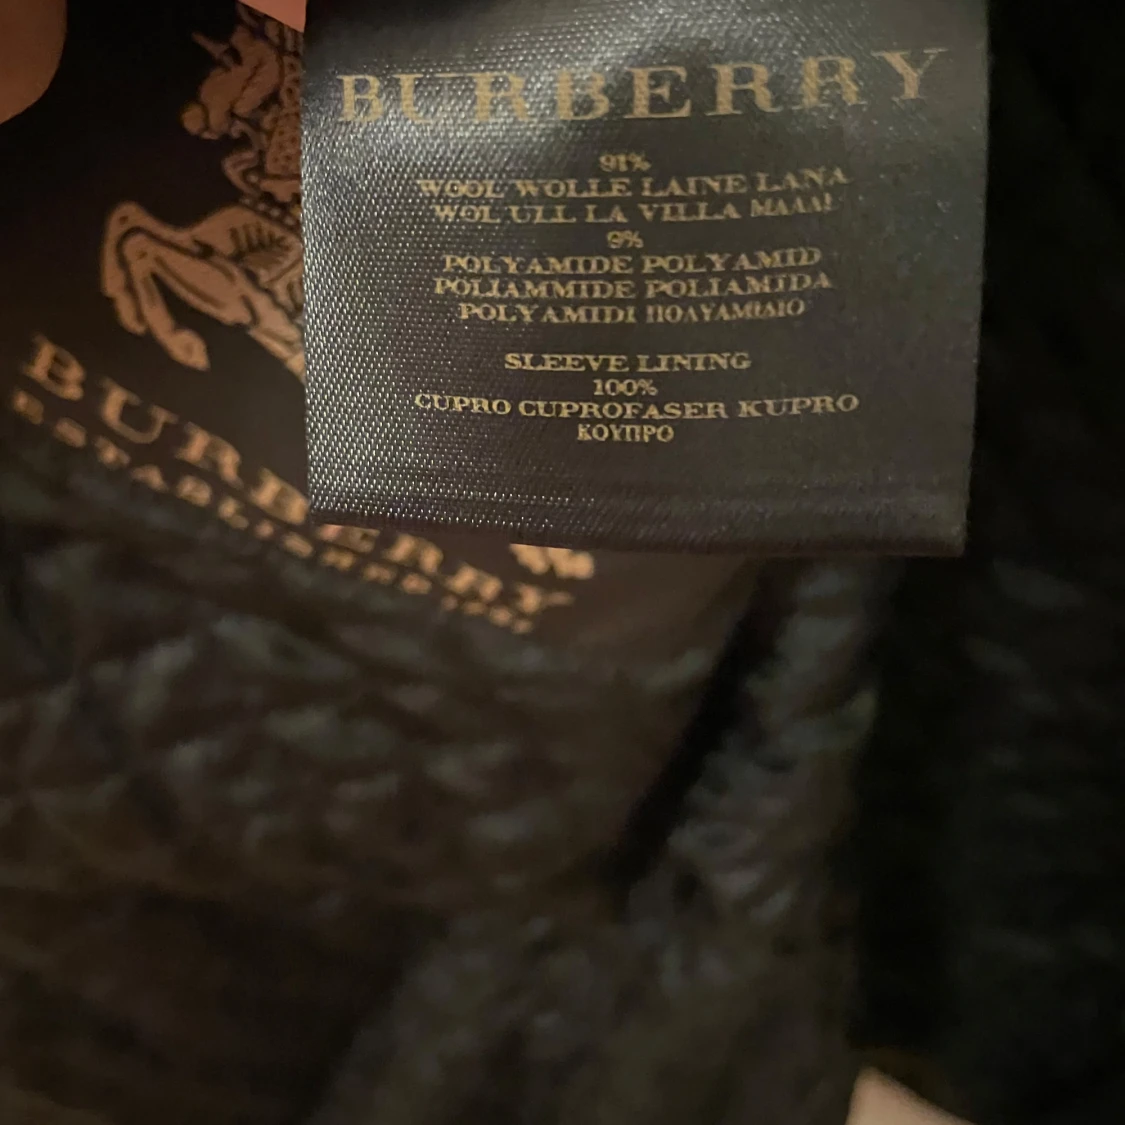 BURBERRY
91%
WOOL WOLLE LAINE LANA
WOL ULL LA VILLA ΜΑΛΛΙ
9%
POLYAMIDE POLYAMID
POLIAMMIDE POLIAMIDA
POLYAMIDI ΠΟΛΥΑΜΙΔΙΟ
SLEEVE LINING
100%
CUPRO CUPROFASER KUPRO
ΚΟΥΠΡΟ
BURBERRY
ESTABLISHED